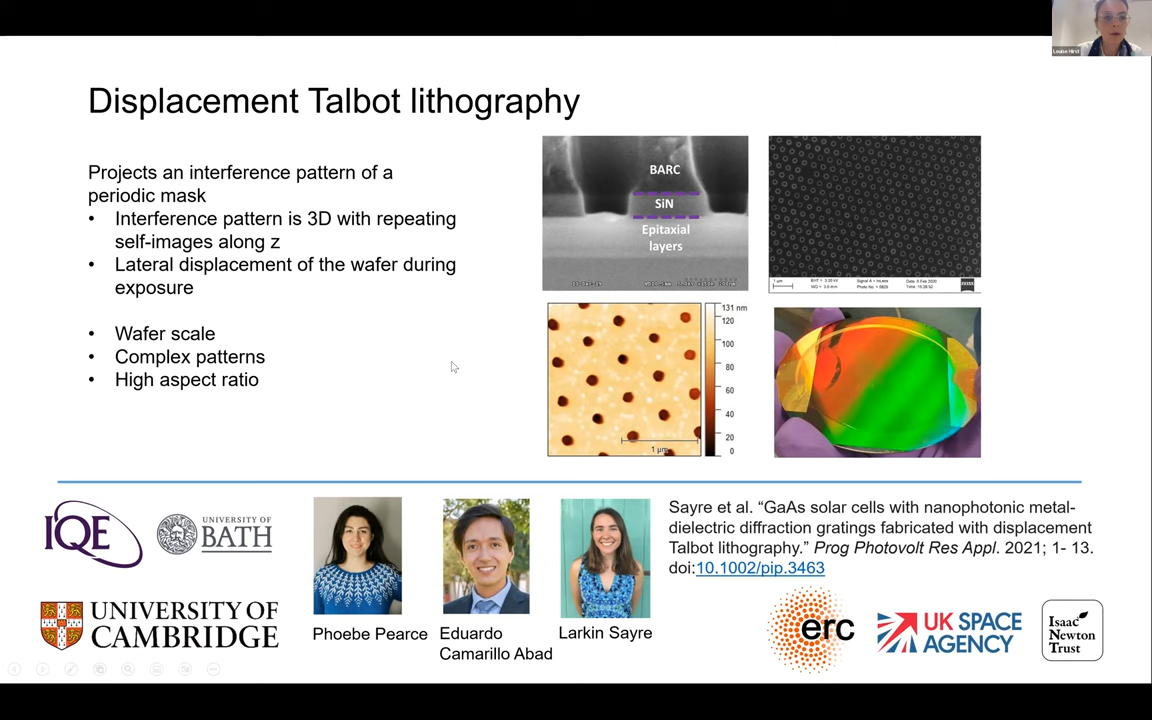 Louise Hirst
Displacement Talbot lithography
Projects an interference pattern of a
periodic mask
• Interference pattern is 3D with repeating
self-images along z
• Lateral displacement of the wafer during
exposure
• Wafer scale
• Complex patterns
• High aspect ratio
BARC
SiN
Epitaxial
layers
1 µm
131 nm
120
100
80
60
40
20
0
1 µm
IQE
UNIVERSITY OF
BATH
UNIVERSITY OF
CAMBRIDGE
Phoebe Pearce
Eduardo
Camarillo Abad
Larkin Sayre
Sayre et al. “GaAs solar cells with nanophotonic metal-
dielectric diffraction gratings fabricated with displacement
Talbot lithography.” Prog Photovolt Res Appl. 2021; 1- 13.
doi:10.1002/pip.3463
erc
UK SPACE
AGENCY
Isaac
Newton
Trust